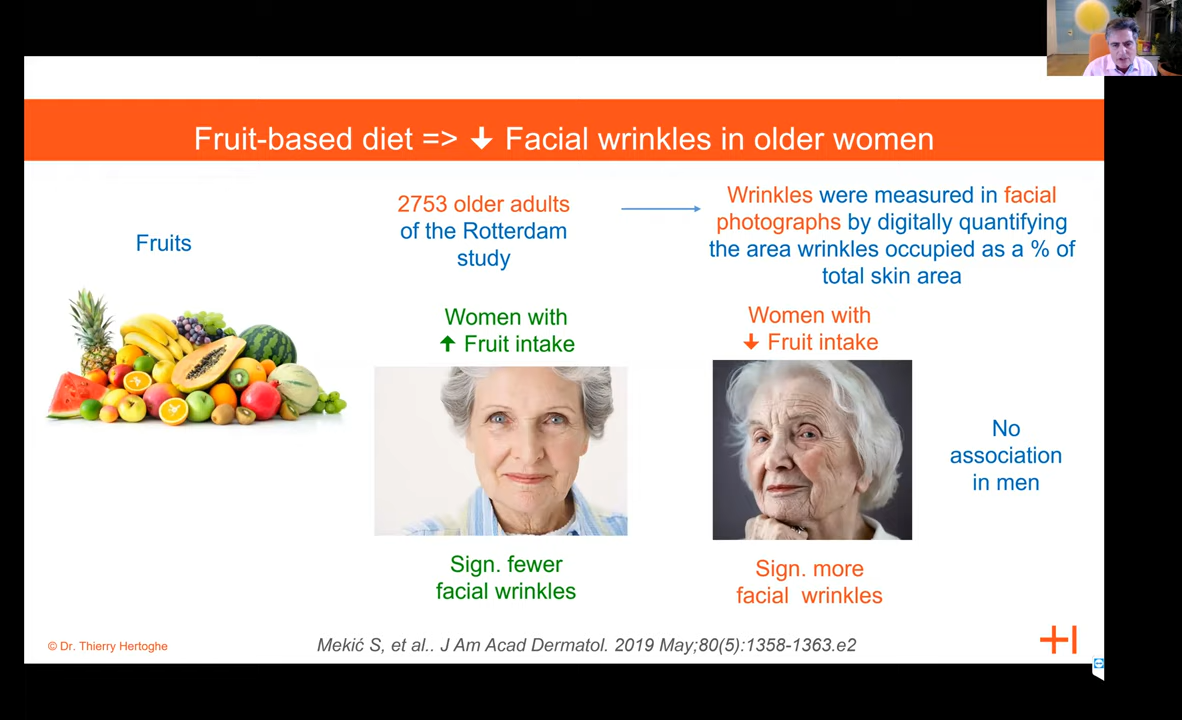 Fruit-based diet => ↓ Facial wrinkles in older women
Fruits
2753 older adults
of the Rotterdam
study
Wrinkles were measured in facial
photographs by digitally quantifying
the area wrinkles occupied as a % of
total skin area
Women with
↑ Fruit intake
Women with
↓ Fruit intake
No
association
in men
Sign. fewer
facial wrinkles
Sign. more
facial wrinkles
© Dr. Thierry Hertoghe
Mekić S, et al.. J Am Acad Dermatol. 2019 May;80(5):1358-1363.e2